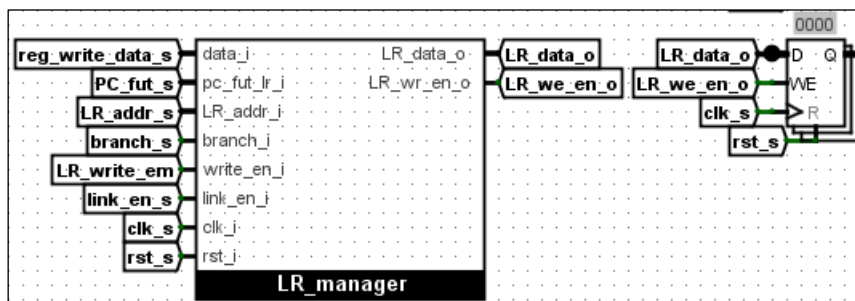 0000
reg_write_data_s data_i LR_data_o LR_data_o LR_data_o D Q
PC_fut_s pc_fut_lr_i LR_wr_en_o LR_we_en_o LR_we_en_o WE
LR_addr_s LR_addr_i clk_s R
branch_s branch_i rst_s
LR_write_em write_en_i
link_en_s link_en_i
clk_s clk_i
rst_s rst_i
LR_manager